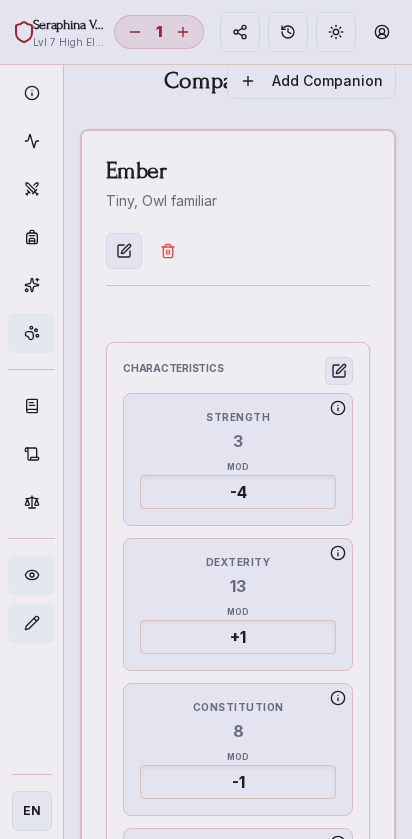 Seraphina V...
Lvl 7 High El...
1
Compa
Add Companion
Ember
Tiny, Owl familiar
CHARACTERISTICS
STRENGTH
3
MOD
-4
DEXTERITY
13
MOD
+1
CONSTITUTION
8
MOD
-1
EN